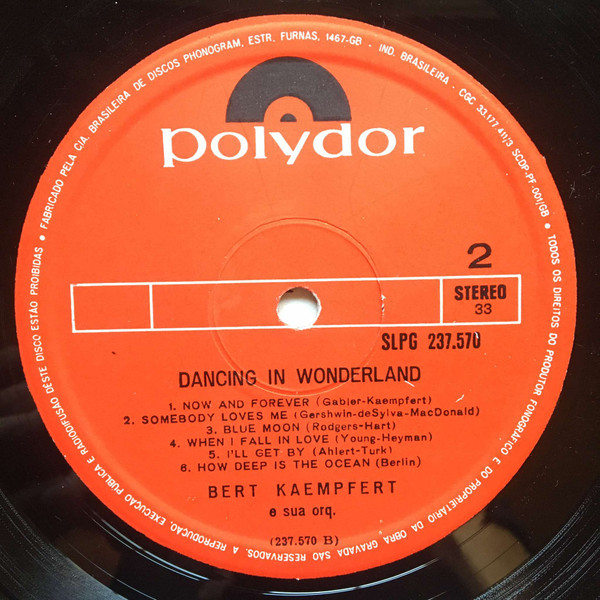 • FABRICADO PELA CIA. BRASILEIRA DE DISCOS PHONOGRAM, ESTR. FURNAS, 1467-GB - IND. BRASILEIRA - CGC 33.177.411/3 SCDP-PF.001/GB • TODOS OS DIREITOS DO PRODUTOR FONOGRÁFICO E DO PROPRIETÁRIO DA OBRA GRAVADA SÃO RESERVADOS. A REPRODUÇÃO, EXECUÇÃO PÚBLICA E RADIODIFUSÃO DESTE DISCO ESTÃO PROIBIDAS
polydor
2
STEREO
33
SLPG 237.570
DANCING IN WONDERLAND
1. NOW AND FOREVER (Gabler-Kaempfert)
2. SOMEBODY LOVES ME (Gershwin-deSylva-MacDonald)
3. BLUE MOON (Rodgers-Hart)
4. WHEN I FALL IN LOVE (Young-Heyman)
5. I'LL GET BY (Ahlert-Turk)
6. HOW DEEP IS THE OCEAN (Berlin)
BERT KAEMPFERT
e sua orq.
(237.570 B)